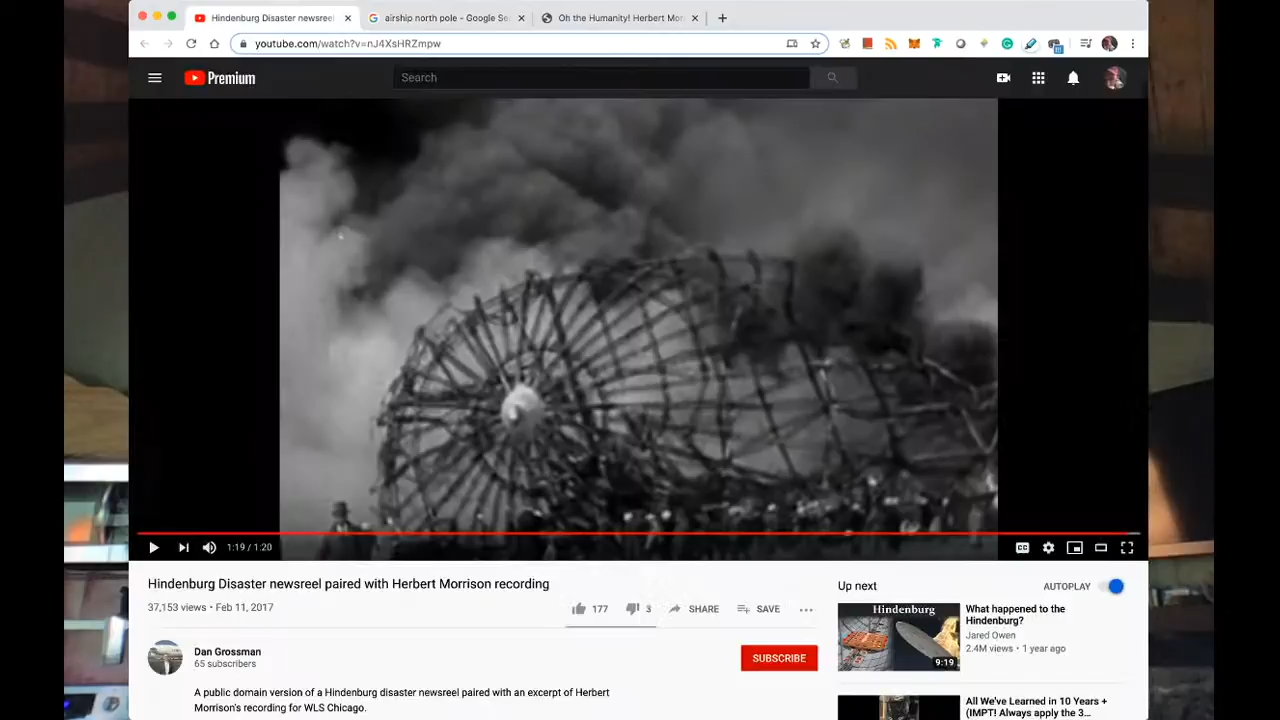 Hindenburg Disaster newsreel
airship north pole - Google Se
Oh the Humanity! Herbert Mor
youtube.com/watch?v=nJ4XsHRZmpw
Premium
Search
1:19 / 1:20
CC
Hindenburg Disaster newsreel paired with Herbert Morrison recording
37,153 views • Feb 11, 2017
177
3
SHARE
SAVE
Dan Grossman
65 subscribers
SUBSCRIBE
A public domain version of a Hindenburg disaster newsreel paired with an excerpt of Herbert
Morrison's recording for WLS Chicago.
Up next
AUTOPLAY
Hindenburg
9:19
What happened to the
Hindenburg?
Jared Owen
2.4M views • 1 year ago
All We've Learned in 10 Years +
(IMPT! Always apply the 3...